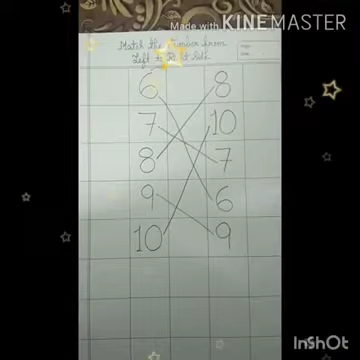 Made with KINEMASTER
Match the number from
Left to Right Side
6 8
7 10
8 7
9 6
10 9
InShOt